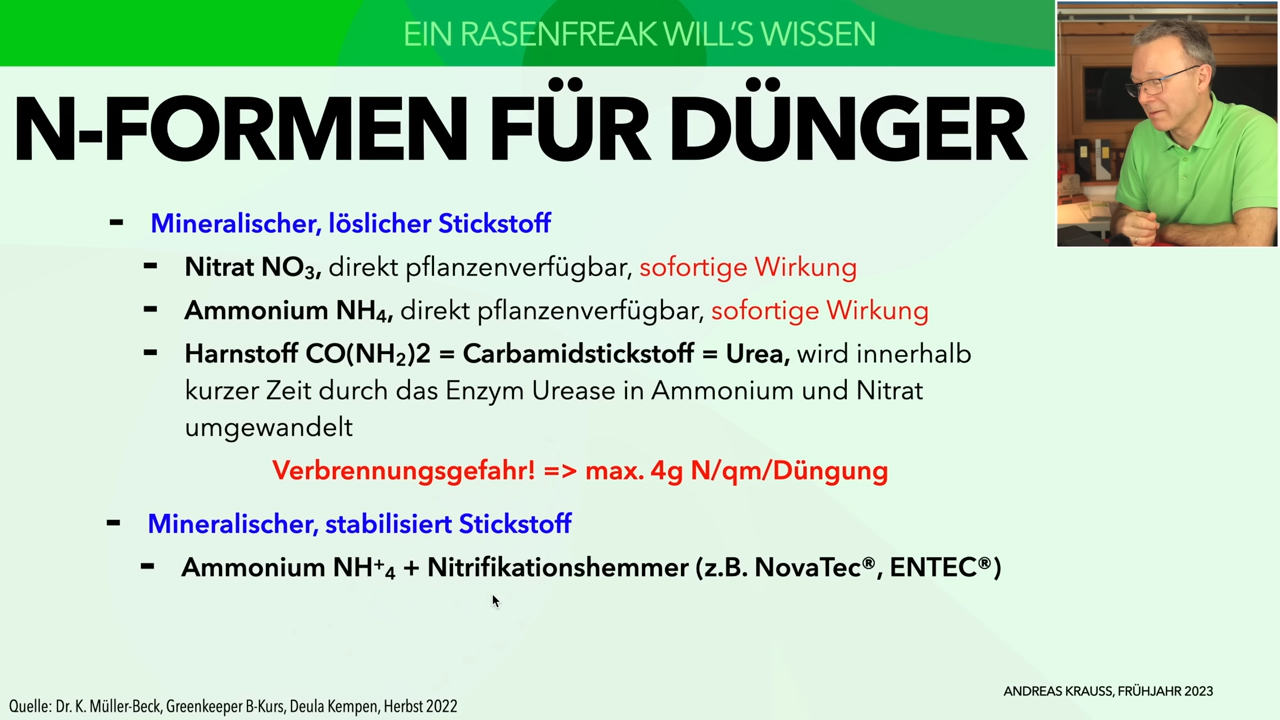 EIN RASENFREAK WILL'S WISSEN
N-FORMEN FÜR DÜNGER
- Mineralischer, löslicher Stickstoff
- Nitrat NO₃, direkt pflanzenverfügbar, sofortige Wirkung
- Ammonium NH₄, direkt pflanzenverfügbar, sofortige Wirkung
- Harnstoff CO(NH₂)2 = Carbamidstickstoff = Urea, wird innerhalb
kurzer Zeit durch das Enzym Urease in Ammonium und Nitrat
umgewandelt
Verbrennungsgefahr! => max. 4g N/qm/Düngung
- Mineralischer, stabilisiert Stickstoff
- Ammonium NH⁺₄ + Nitrifikationshemmer (z.B. NovaTec®, ENTEC®)
ANDREAS KRAUSS, FRÜHJAHR 2023
Quelle: Dr. K. Müller-Beck, Greenkeeper B-Kurs, Deula Kempen, Herbst 2022